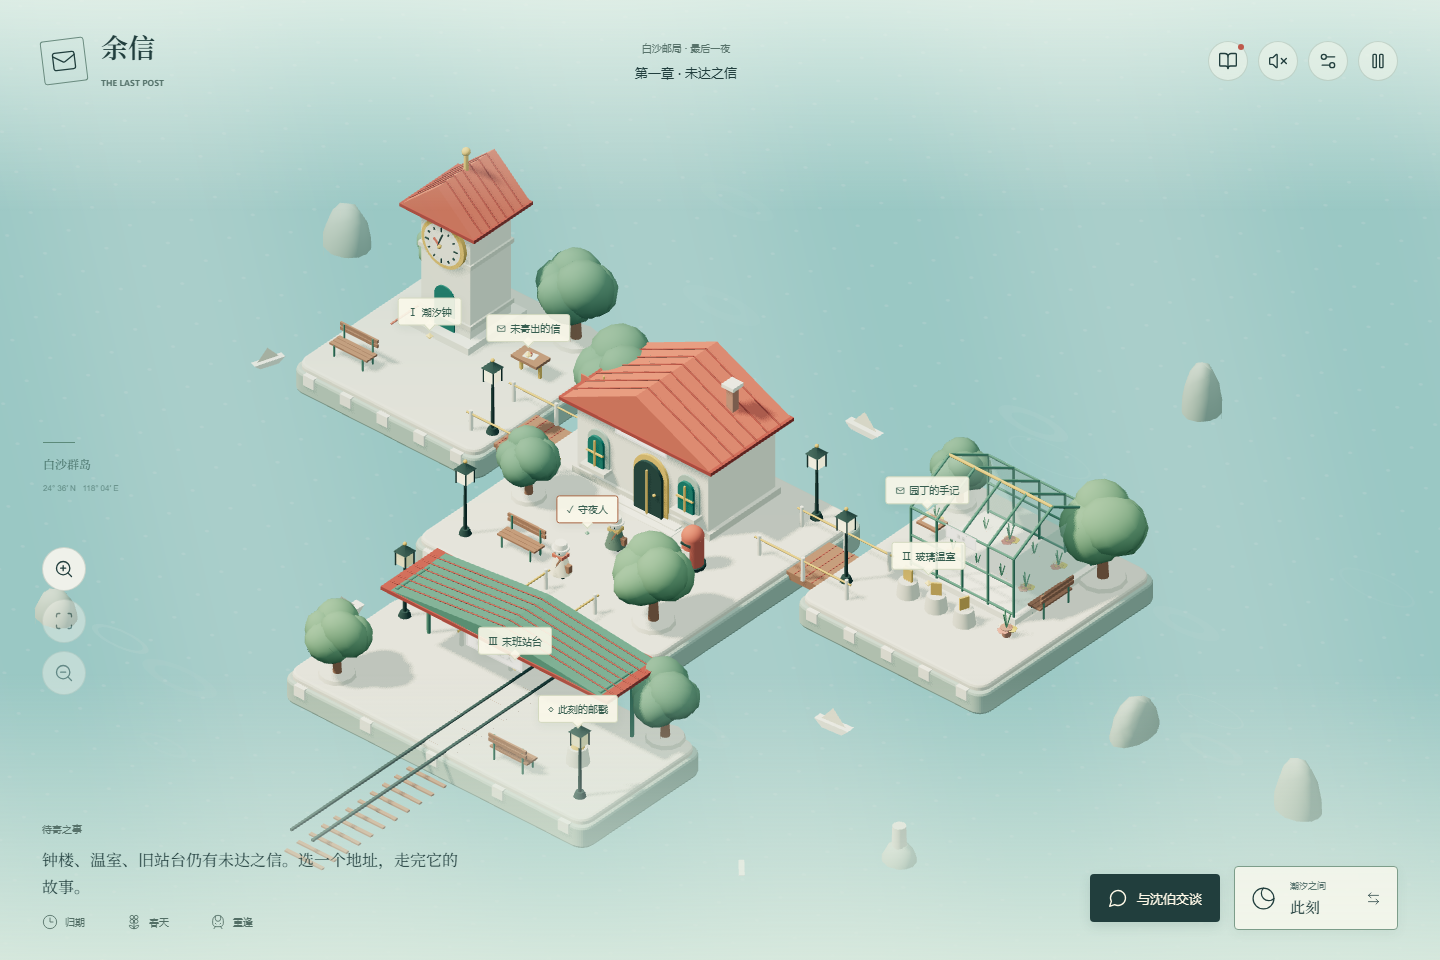 余信
THE LAST POST
白沙邮局 · 最后一夜
第一章 · 未达之信
I 潮汐钟
未寄出的信
白沙群岛
24° 36′ N 118° 04′ E
园丁的手记
✓ 守夜人
II 玻璃温室
III 末班站台
◇ 此刻的邮戳
待寄之事
钟楼、温室、旧站台仍有未达之信。选一个地址，走完它的
故事。
归期
春天
重逢
与沈伯交谈
潮汐之间
此刻